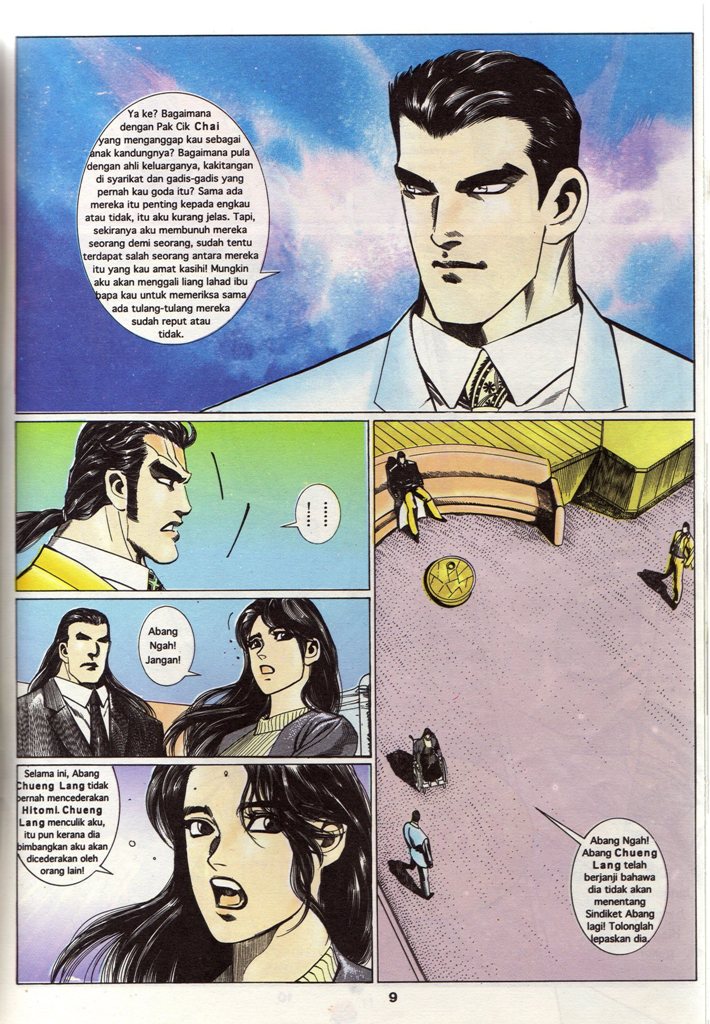 Ya ke? Bagaimana
dengan Pak Cik Chai
yang menganggap kau sebagai
anak kandungnya? Bagaimana pula
dengan ahli keluarganya, kakitangan
di syarikat dan gadis-gadis yang
pernah kau goda itu? Sama ada
mereka itu penting kepada engkau
atau tidak, itu aku kurang jelas. Tapi,
sekiranya aku membunuh mereka
seorang demi seorang, sudah tentu
terdapat salah seorang antara mereka
itu yang kau amat kasihi! Mungkin
aku akan menggali liang lahad ibu
bapa kau untuk memeriksa sama
ada tulang-tulang mereka
sudah reput atau
tidak.
Abang
Ngah!
Jangan!
Selama ini, Abang
Chueng Lang tidak
pernah mencederakan
Hitomi. Chueng
Lang menculik aku,
itu pun kerana dia
bimbangkan aku akan
dicederakan oleh
orang lain!
Abang Ngah!
Abang Chueng
Lang telah
berjanji bahawa
dia tidak akan
menentang
Sindiket Abang
lagi! Tolonglah
lepaskan dia.
9